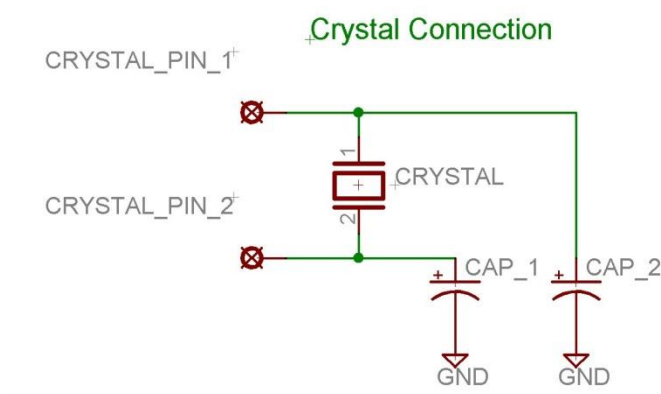 Crystal Connection
CRYSTAL_PIN_1
1
CRYSTAL
CRYSTAL_PIN_2
2
+ CAP_1
+ CAP_2
GND
GND